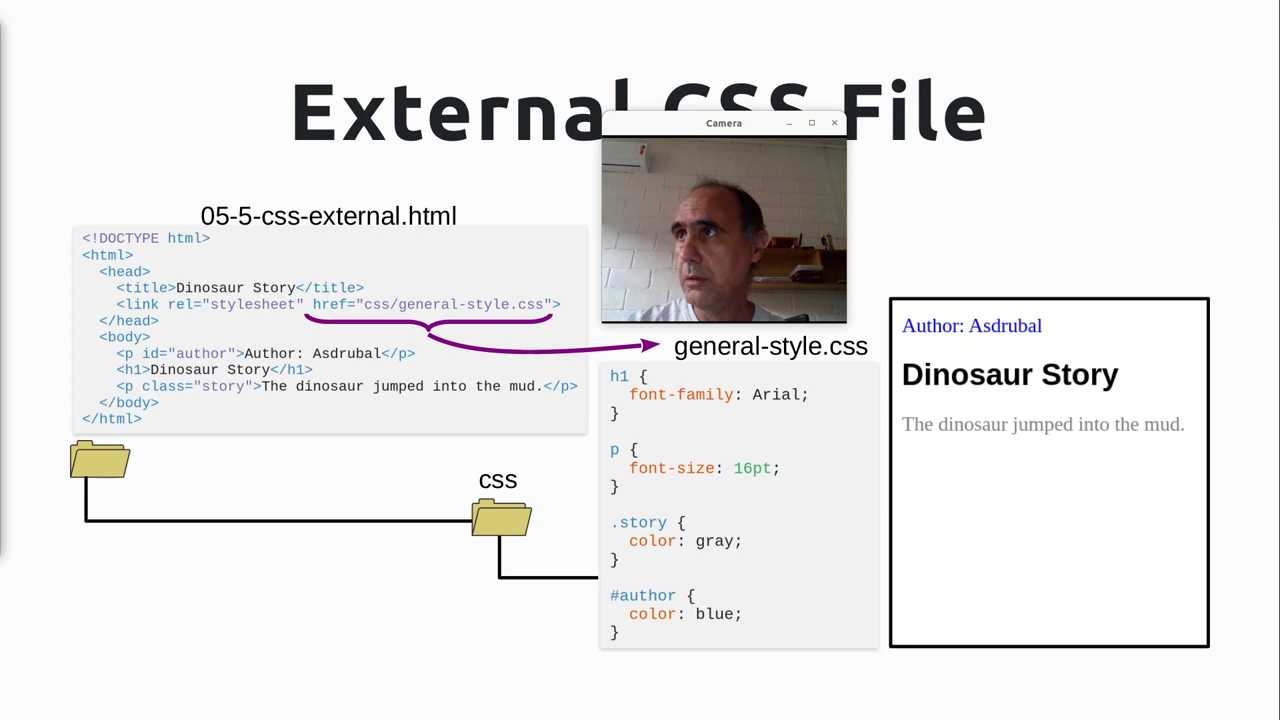 External CSS File
Camera
05-5-css-external.html
<!DOCTYPE html>
<html>
  <head>
    <title>Dinosaur Story</title>
    <link rel="stylesheet" href="css/general-style.css">
  </head>
  <body>
    <p id="author">Author: Asdrubal</p>
    <h1>Dinosaur Story</h1>
    <p class="story">The dinosaur jumped into the mud.</p>
  </body>
</html>
css
general-style.css
h1 {
  font-family: Arial;
}
p {
  font-size: 16pt;
}
.story {
  color: gray;
}
#author {
  color: blue;
}
Author: Asdrubal
Dinosaur Story
The dinosaur jumped into the mud.